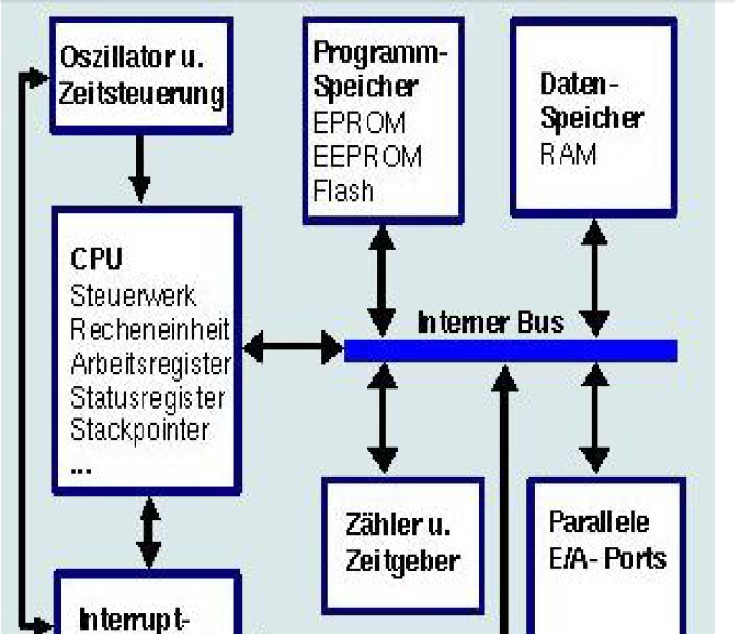 Oszillator u.
Zeitsteuerung
Programm-
Speicher
EPROM
EEPROM
Flash
Daten-
Speicher
RAM
CPU
Steuerwerk
Recheneinheit
Arbeitsregister
Statusregister
Stackpointer
...
Interner Bus
Zähler u.
Zeitgeber
Parallele
E/A- Ports
Interrupt-